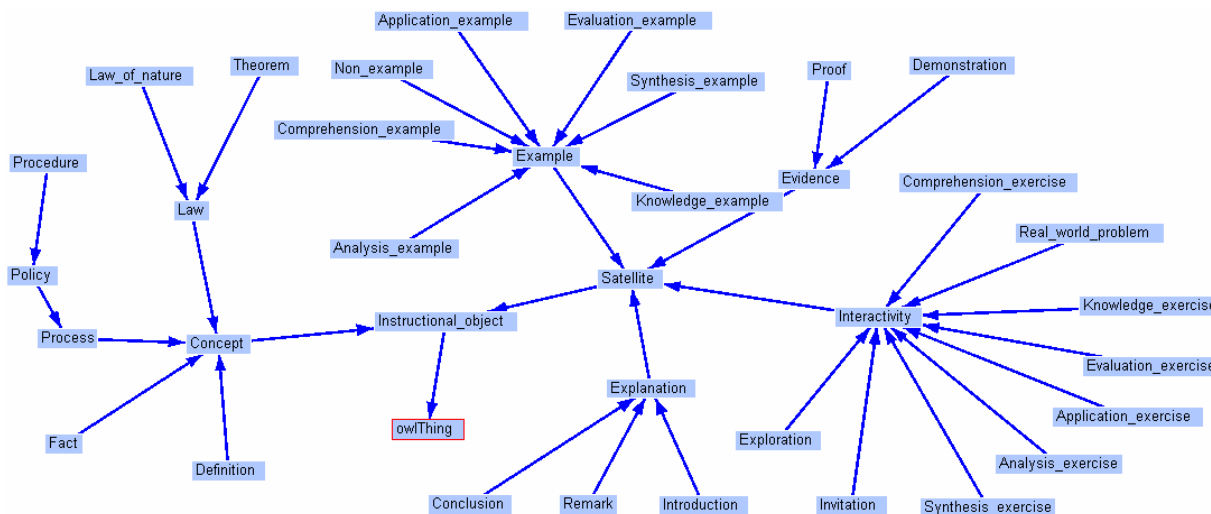 Application_example
Evaluation_example
Law_of_nature
Theorem
Non_example
Synthesis_example
Proof
Demonstration
Comprehension_example
Procedure
Example
Evidence
Comprehension_exercise
Law
Knowledge_example
Real_world_problem
Analysis_example
Policy
Satellite
Knowledge_exercise
Process
Concept
Instructional_object
Interactivity
Evaluation_exercise
Explanation
Application_exercise
Fact
owlThing
Exploration
Definition
Analysis_exercise
Conclusion
Remark
Introduction
Invitation
Synthesis_exercise